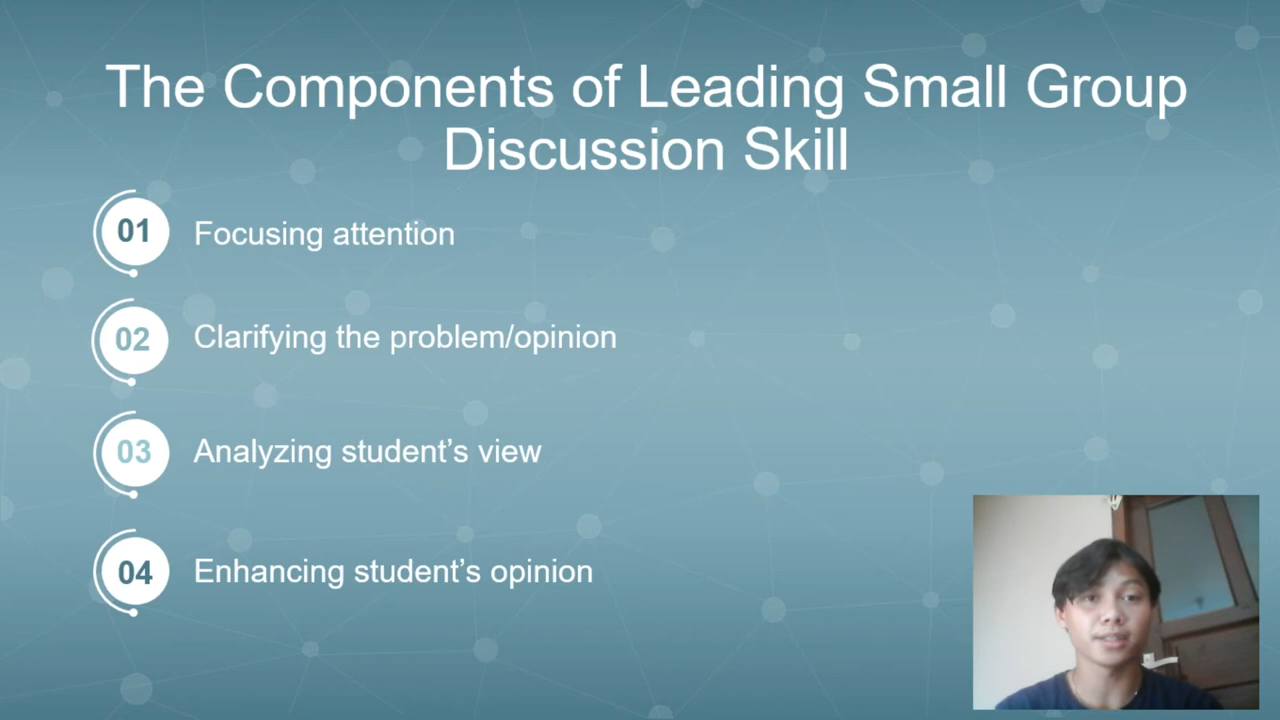 The Components of Leading Small Group
Discussion Skill
01 Focusing attention
02 Clarifying the problem/opinion
03 Analyzing student’s view
04 Enhancing student’s opinion